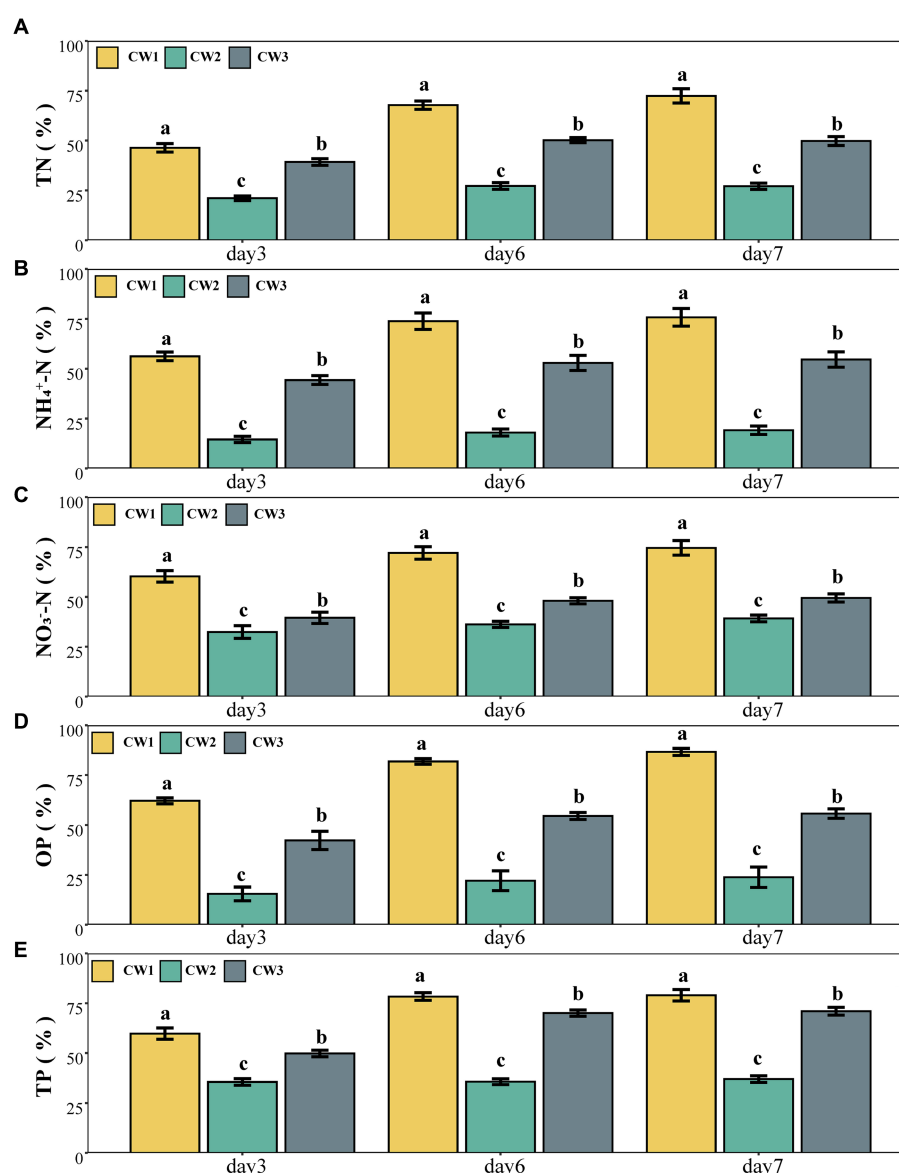 A
100
CW1 CW2 CW3
a
a
a
75
TN ( % )
b
b
b
50
c
c
c
25
0
day3 day6 day7
B
100
CW1 CW2 CW3
a
a
a
75
NH₄⁺-N ( % )
b
b
b
50
c
c
c
25
0
day3 day6 day7
C
100
CW1 CW2 CW3
a
a
a
75
NO₃⁻-N ( % )
b
b
b
50
c
c
c
25
0
day3 day6 day7
D
100
CW1 CW2 CW3
a
a
a
75
OP ( % )
b
b
b
50
c
c
c
25
0
day3 day6 day7
E
100
CW1 CW2 CW3
a
a
a
75
TP ( % )
b
b
b
50
c
c
c
25
0
day3 day6 day7